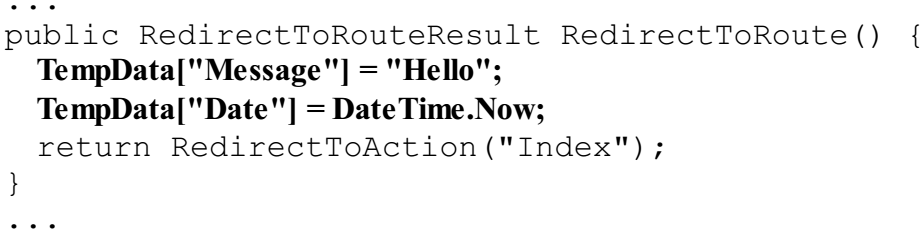 ...
public RedirectToRouteResult RedirectToRoute() {
  TempData["Message"] = "Hello";
  TempData["Date"] = DateTime.Now;
  return RedirectToAction("Index");
}
...